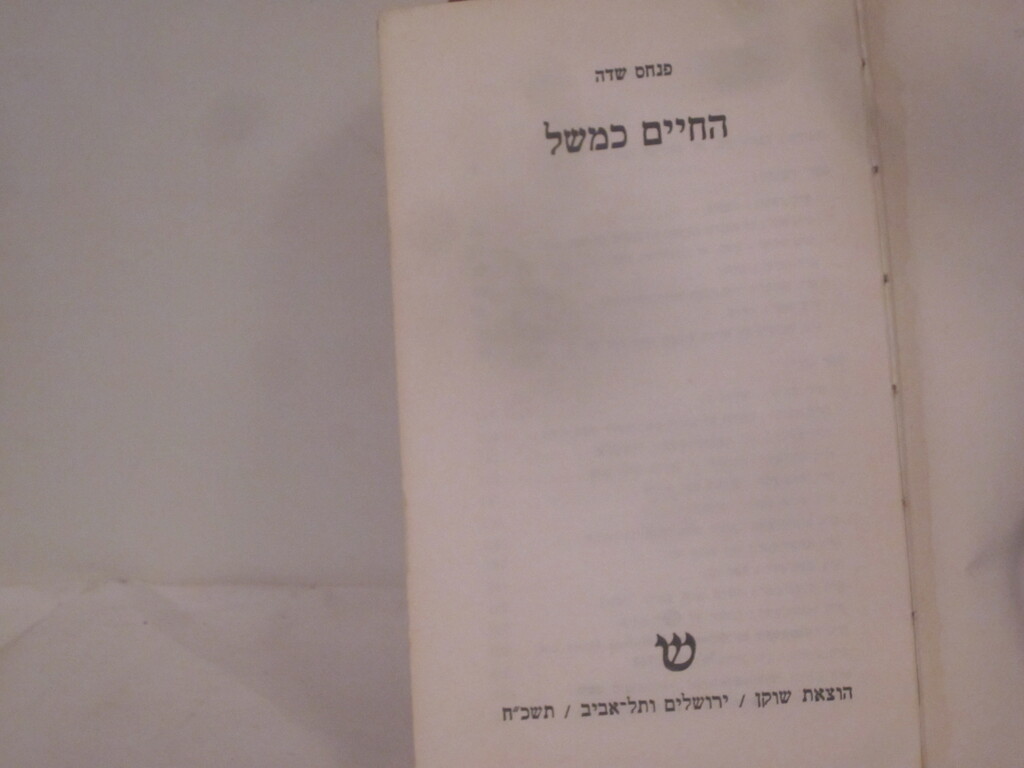 פנחס שדה
החיים כמשל
ש
הוצאת שוקן / ירושלים ותל־אביב / תשכ״ח